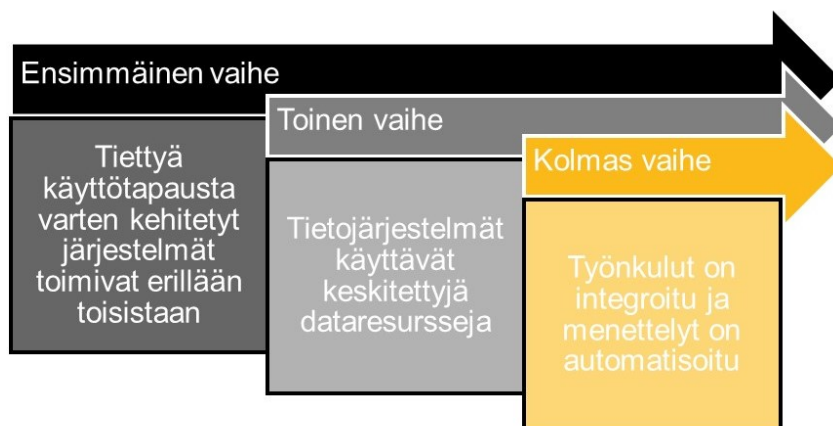 Ensimmäinen vaihe
Tiettyä
käyttötapausta
varten kehitetyt
järjestelmät
toimivat erillään
toisistaan
Toinen vaihe
Tietojärjestelmät
käyttävät
keskitettyjä
dataresursseja
Kolmas vaihe
Työnkulut on
integroitu ja
menettelyt on
automatisoitu